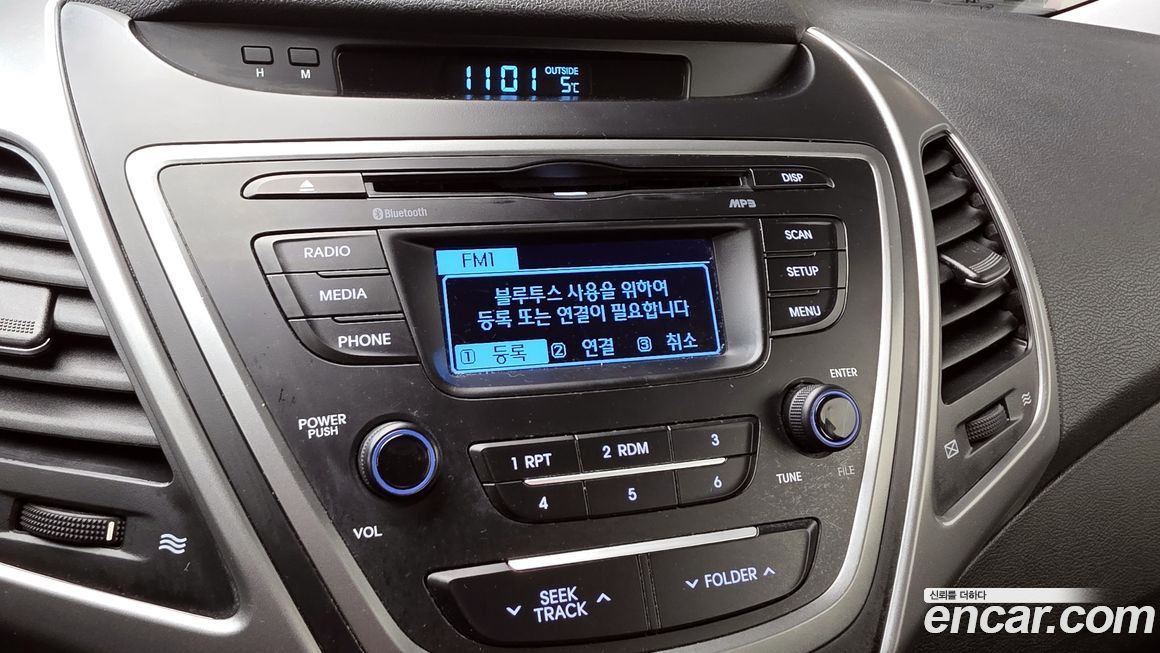 H
M
1101
OUTSIDE
5℃
DISP
Bluetooth
MP3
RADIO
MEDIA
PHONE
FM1
블루투스 사용을 위하여
등록 또는 연결이 필요합니다
① 등록 ② 연결 ③ 취소
SCAN
SETUP
MENU
POWER
PUSH
VOL
1 RPT
2 RDM
3
4
5
6
ENTER
TUNE
FILE
SEEK
TRACK
FOLDER
신뢰를 더하다
encar.com